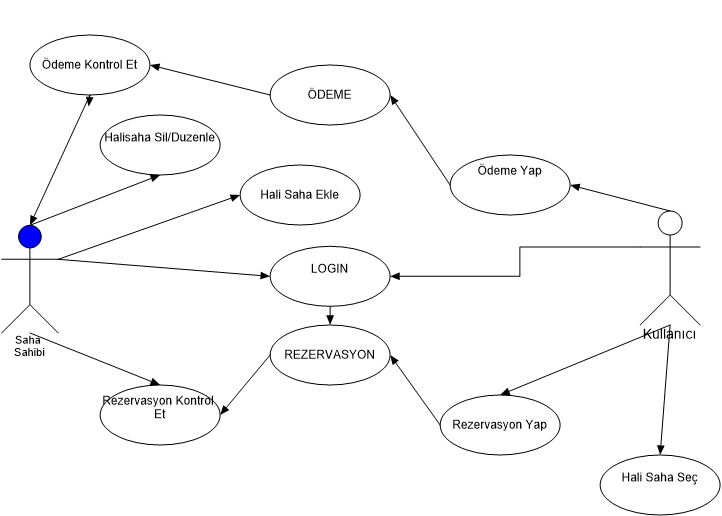 Ödeme Kontrol Et
ÖDEME
Halisaha Sil/Duzenle
Ödeme Yap
Hali Saha Ekle
LOGIN
Saha
Sahibi
Kullanıcı
REZERVASYON
Rezervasyon Kontrol
Et
Rezervasyon Yap
Hali Saha Seç